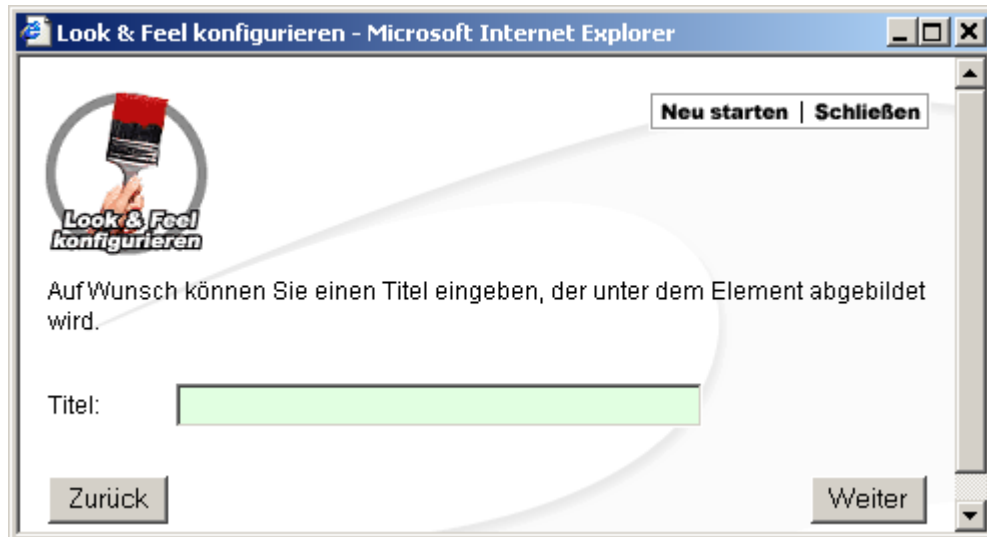 Look & Feel konfigurieren - Microsoft Internet Explorer
Neu starten | Schließen
Look & Feel
konfigurieren
Auf Wunsch können Sie einen Titel eingeben, der unter dem Element abgebildet
wird.
Titel:
Zurück
Weiter